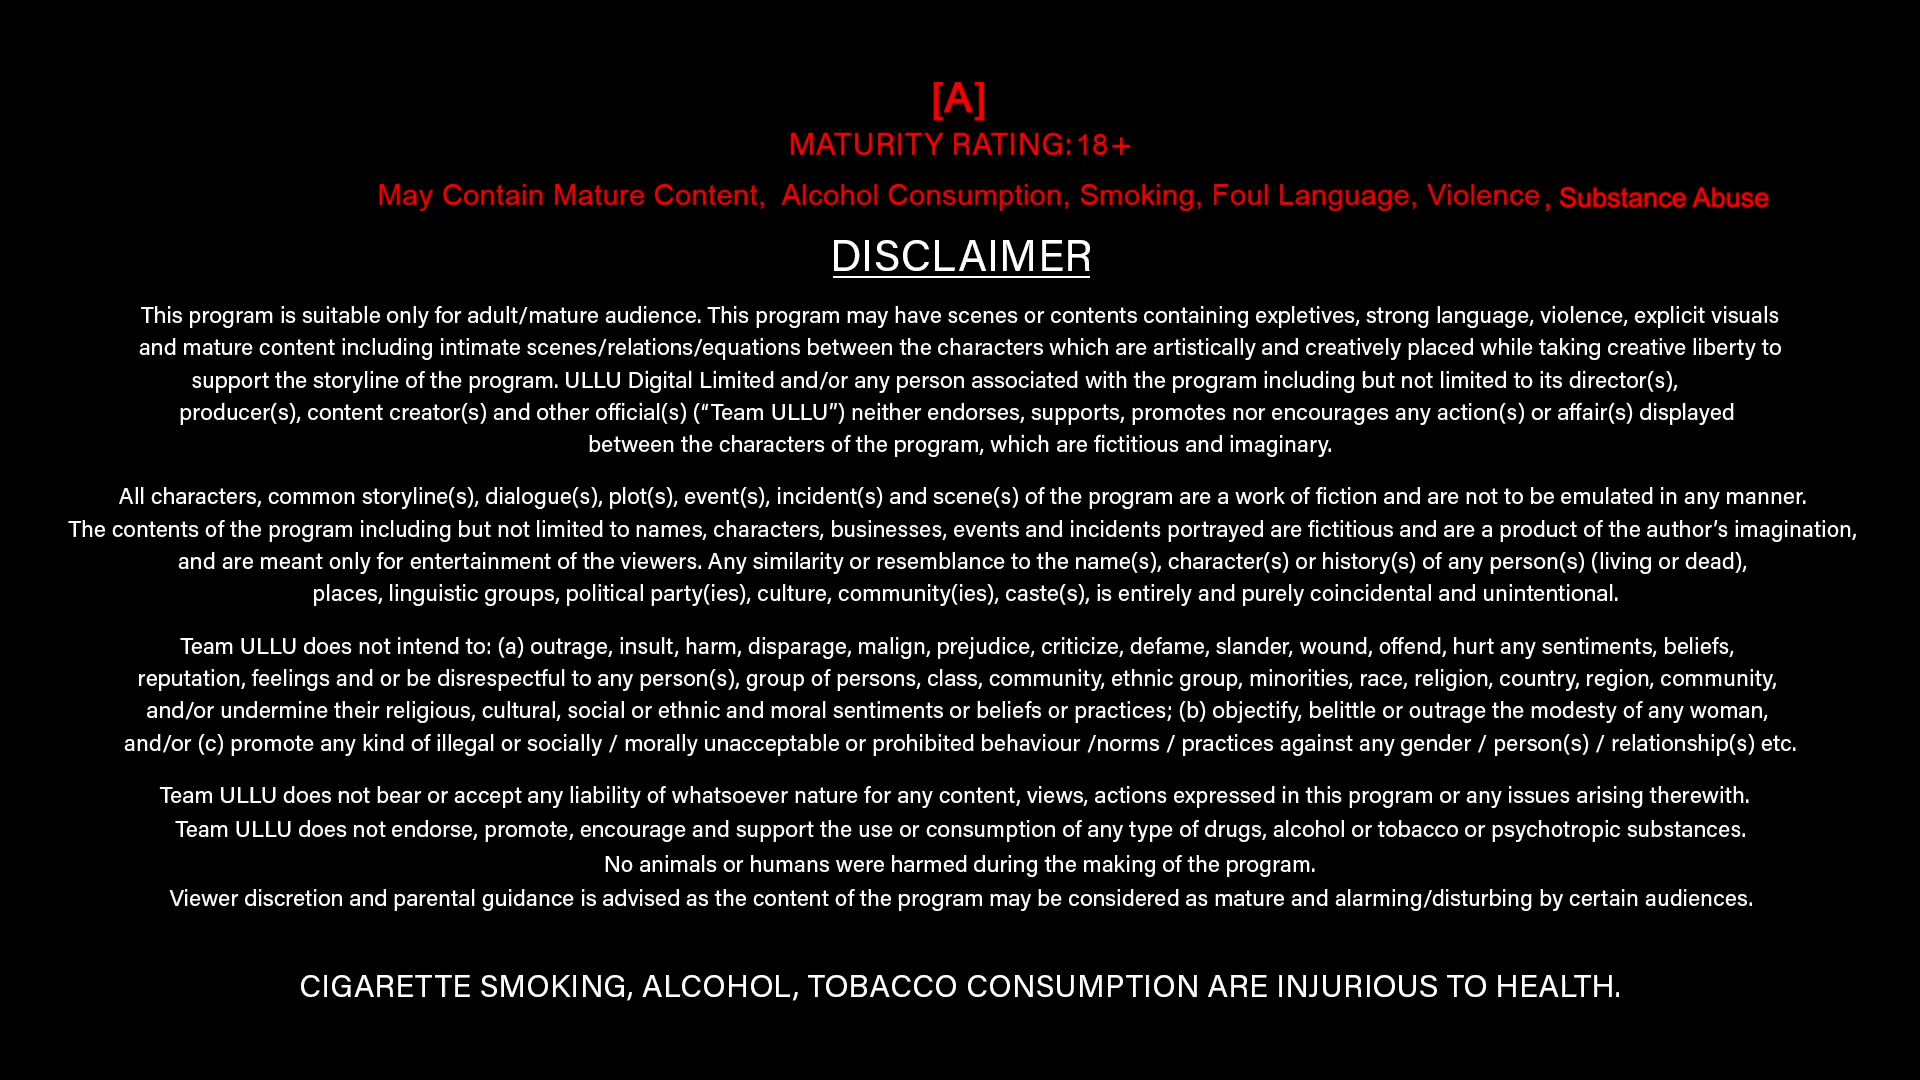 [A]
MATURITY RATING:18+
May Contain Mature Content, Alcohol Consumption, Smoking, Foul Language, Violence, Substance Abuse
DISCLAIMER
This program is suitable only for adult/mature audience. This program may have scenes or contents containing expletives, strong language, violence, explicit visuals
and mature content including intimate scenes/relations/equations between the characters which are artistically and creatively placed while taking creative liberty to
support the storyline of the program. ULLU Digital Limited and/or any person associated with the program including but not limited to its director(s),
producer(s), content creator(s) and other official(s) (“Team ULLU”) neither endorses, supports, promotes nor encourages any action(s) or affair(s) displayed
between the characters of the program, which are fictitious and imaginary.
All characters, common storyline(s), dialogue(s), plot(s), event(s), incident(s) and scene(s) of the program are a work of fiction and are not to be emulated in any manner.
The contents of the program including but not limited to names, characters, businesses, events and incidents portrayed are fictitious and are a product of the author’s imagination,
and are meant only for entertainment of the viewers. Any similarity or resemblance to the name(s), character(s) or history(s) of any person(s) (living or dead),
places, linguistic groups, political party(ies), culture, community(ies), caste(s), is entirely and purely coincidental and unintentional.
Team ULLU does not intend to: (a) outrage, insult, harm, disparage, malign, prejudice, criticize, defame, slander, wound, offend, hurt any sentiments, beliefs,
reputation, feelings and or be disrespectful to any person(s), group of persons, class, community, ethnic group, minorities, race, religion, country, region, community,
and/or undermine their religious, cultural, social or ethnic and moral sentiments or beliefs or practices; (b) objectify, belittle or outrage the modesty of any woman,
and/or (c) promote any kind of illegal or socially / morally unacceptable or prohibited behaviour /norms / practices against any gender / person(s) / relationship(s) etc.
Team ULLU does not bear or accept any liability of whatsoever nature for any content, views, actions expressed in this program or any issues arising therewith.
Team ULLU does not endorse, promote, encourage and support the use or consumption of any type of drugs, alcohol or tobacco or psychotropic substances.
No animals or humans were harmed during the making of the program.
Viewer discretion and parental guidance is advised as the content of the program may be considered as mature and alarming/disturbing by certain audiences.
CIGARETTE SMOKING, ALCOHOL, TOBACCO CONSUMPTION ARE INJURIOUS TO HEALTH.